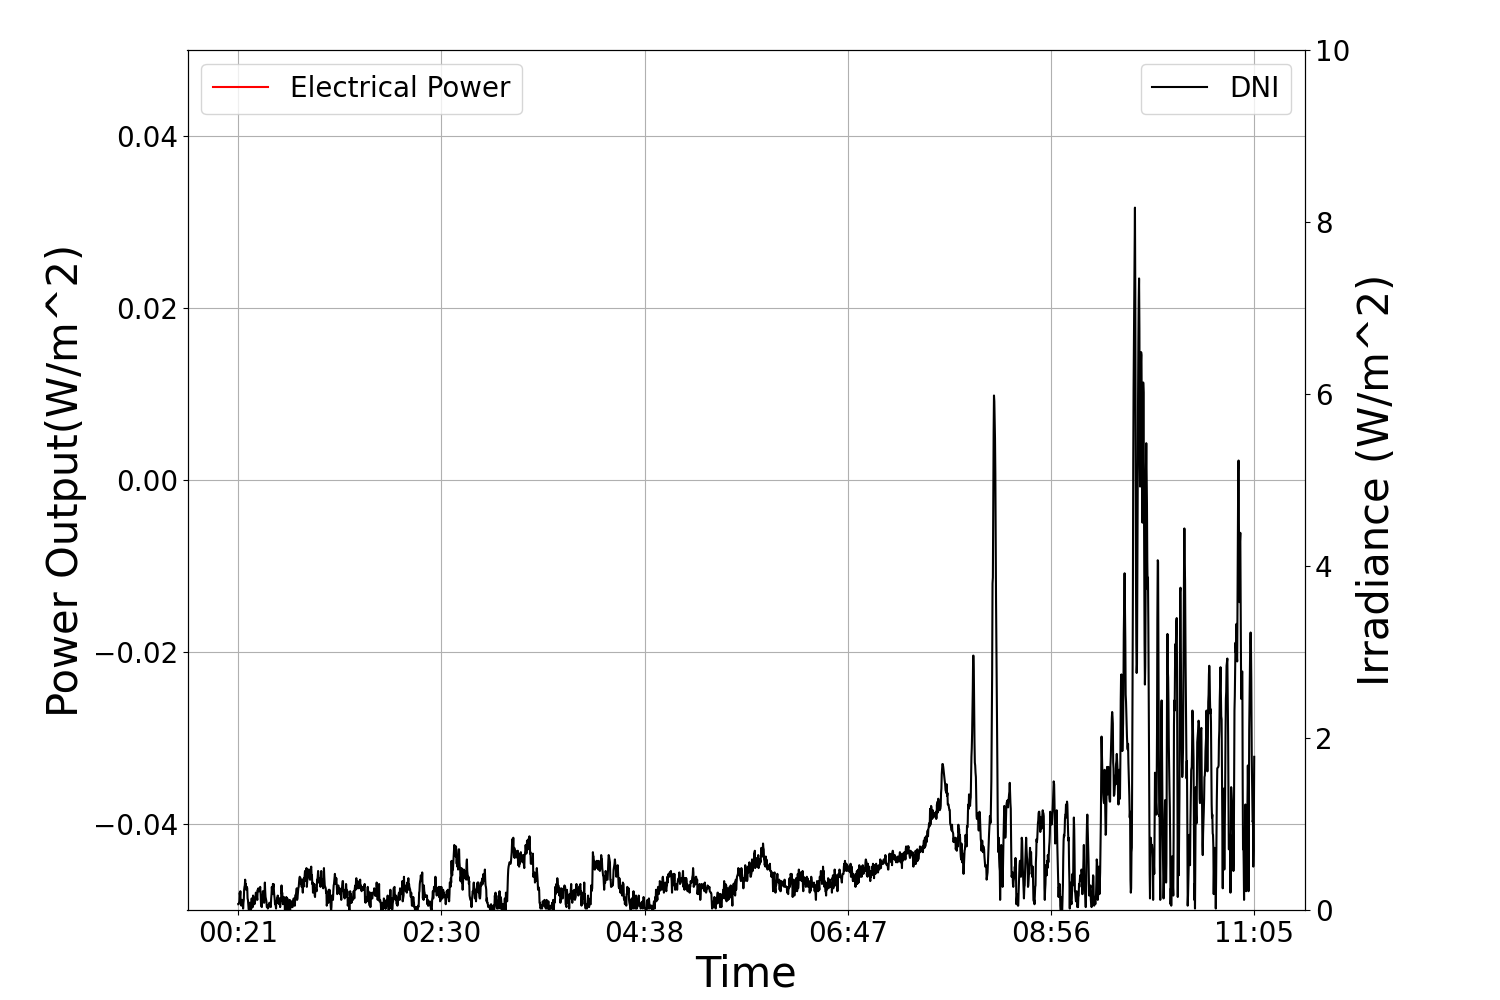 Electrical Power
DNI
Power Output(W/m^2)
0.04
0.02
0.00
−0.02
−0.04
10
8
6
4
2
0
Irradiance (W/m^2)
00:21 02:30 04:38 06:47 08:56 11:05
Time